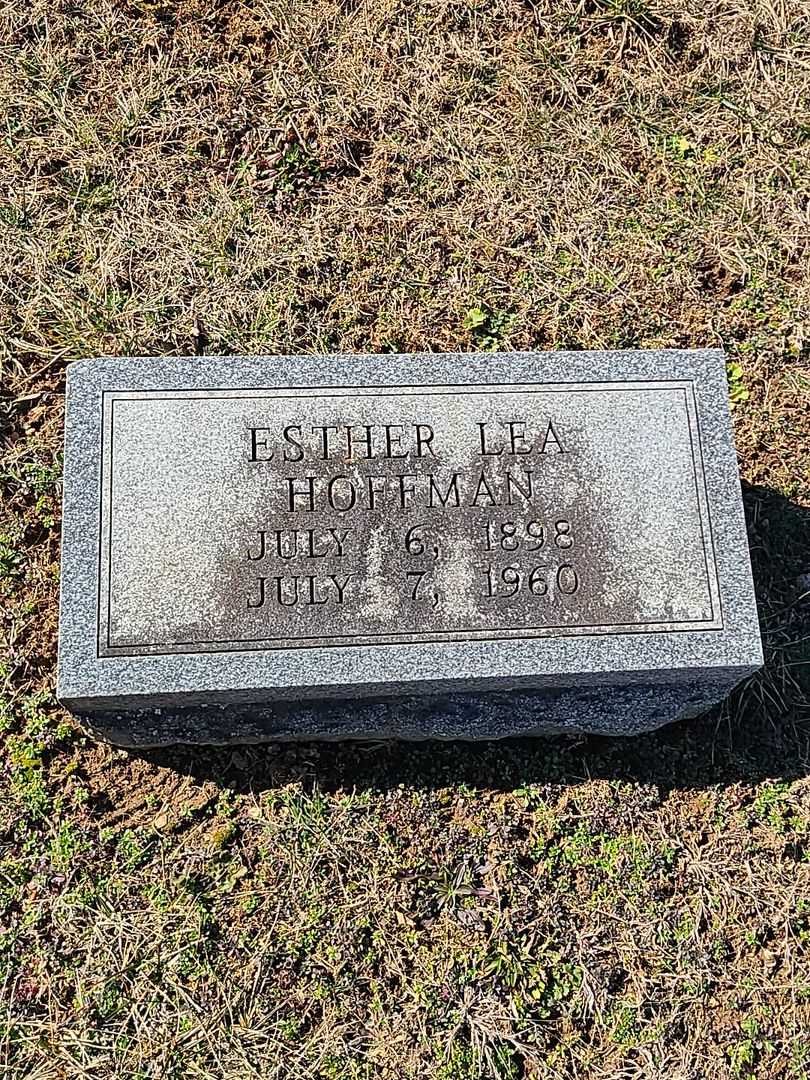 ESTHER LEA
HOFFMAN
JULY 6, 1898
JULY 7, 1960